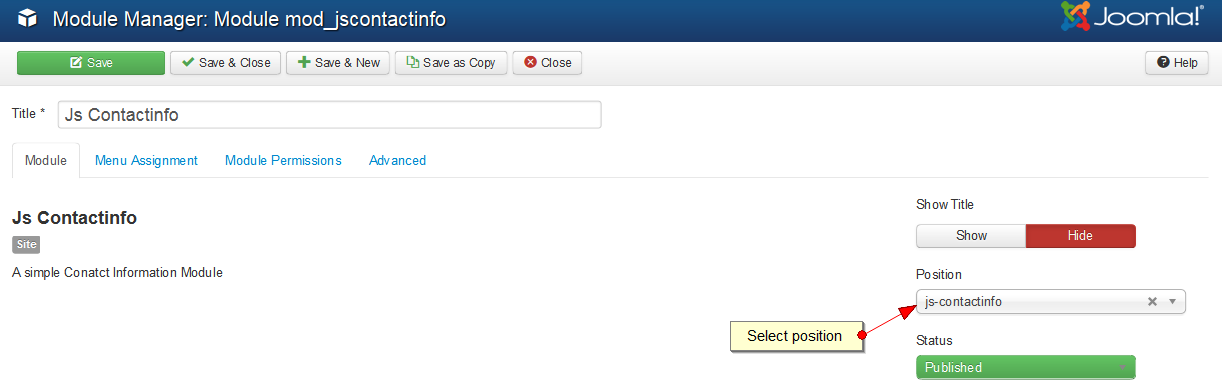 Module Manager: Module mod_jscontactinfo
Joomla!
Save
Save & Close
Save & New
Save as Copy
Close
Help
Title *
Js Contactinfo
Module
Menu Assignment
Module Permissions
Advanced
Js Contactinfo
Site
A simple Conatct Information Module
Show Title
Show
Hide
Position
js-contactinfo
Select position
Status
Published